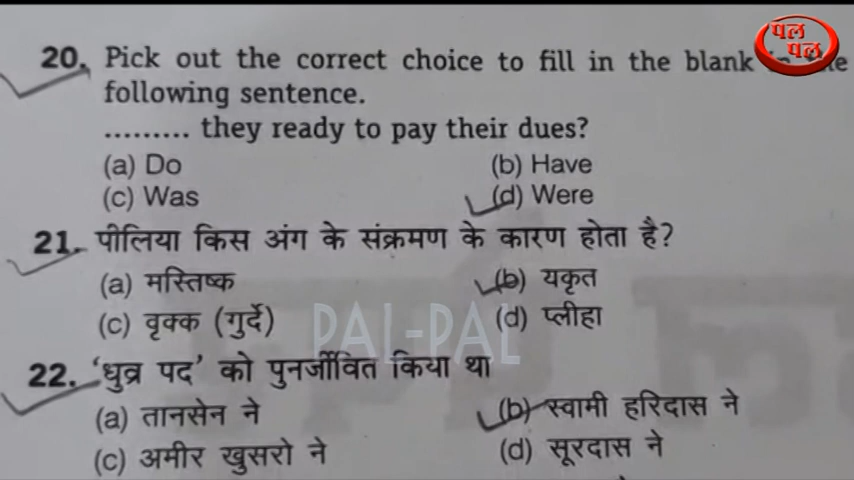 पल
पल
20. Pick out the correct choice to fill in the blank
following sentence.
......... they ready to pay their dues?
(a) Do (b) Have
(c) Was (d) Were
21. पीलिया किस अंग के संक्रमण के कारण होता है?
(a) मस्तिष्क (b) यकृत
(c) वृक्क (गुर्दे) (d) प्लीहा
PAL-PAL
22. 'ध्रुव पद' को पुनर्जीवित किया था
(a) तानसेन ने (b) स्वामी हरिदास ने
(c) अमीर खुसरो ने (d) सूरदास ने